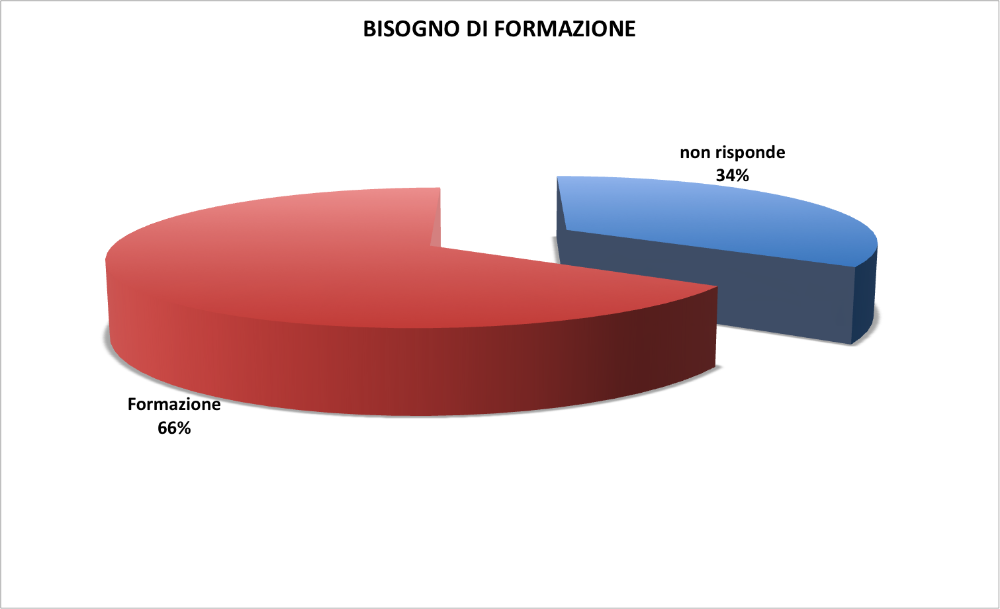 BISOGNO DI FORMAZIONE
non risponde
34%
Formazione
66%